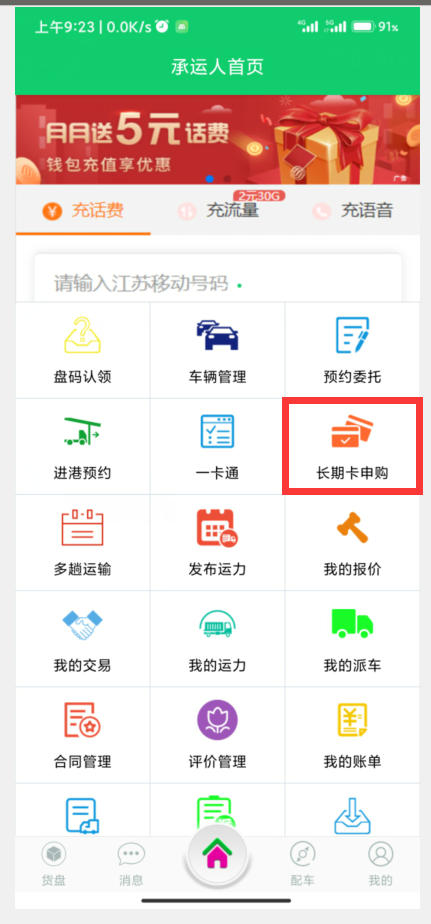 上午9:23 | 0.0K/s
4G 5G 91%
承运人首页
月月送5元话费
钱包充值享优惠
广告
充话费
充流量
2元30G
充语音
请输入江苏移动号码
盘码认领
车辆管理
预约委托
进港预约
一卡通
长期卡申购
多趟运输
发布运力
我的报价
我的交易
我的运力
我的派车
合同管理
评价管理
我的账单
货盘
消息
配车
我的